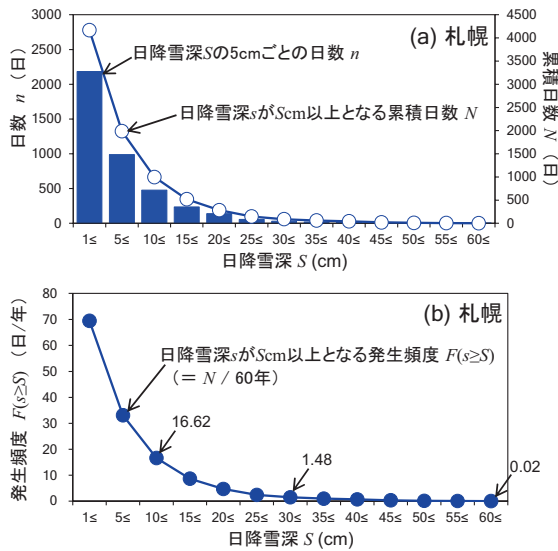 (a) 札幌
日降雪深Sの5cmごとの日数 n
日降雪深sがScm以上となる累積日数 N
日数 n (日)
3000
2500
2000
1500
1000
500
0
累積日数 N (日)
4500
4000
3500
3000
2500
2000
1500
1000
500
0
1≤ 5≤ 10≤ 15≤ 20≤ 25≤ 30≤ 35≤ 40≤ 45≤ 50≤ 55≤ 60≤
日降雪深 S (cm)
(b) 札幌
日降雪深sがScm以上となる発生頻度 F(s≥S)
(= N / 60年)
16.62
1.48
0.02
発生頻度 F(s≥S) (日/年)
80
70
60
50
40
30
20
10
0
1≤ 5≤ 10≤ 15≤ 20≤ 25≤ 30≤ 35≤ 40≤ 45≤ 50≤ 55≤ 60≤
日降雪深 S (cm)